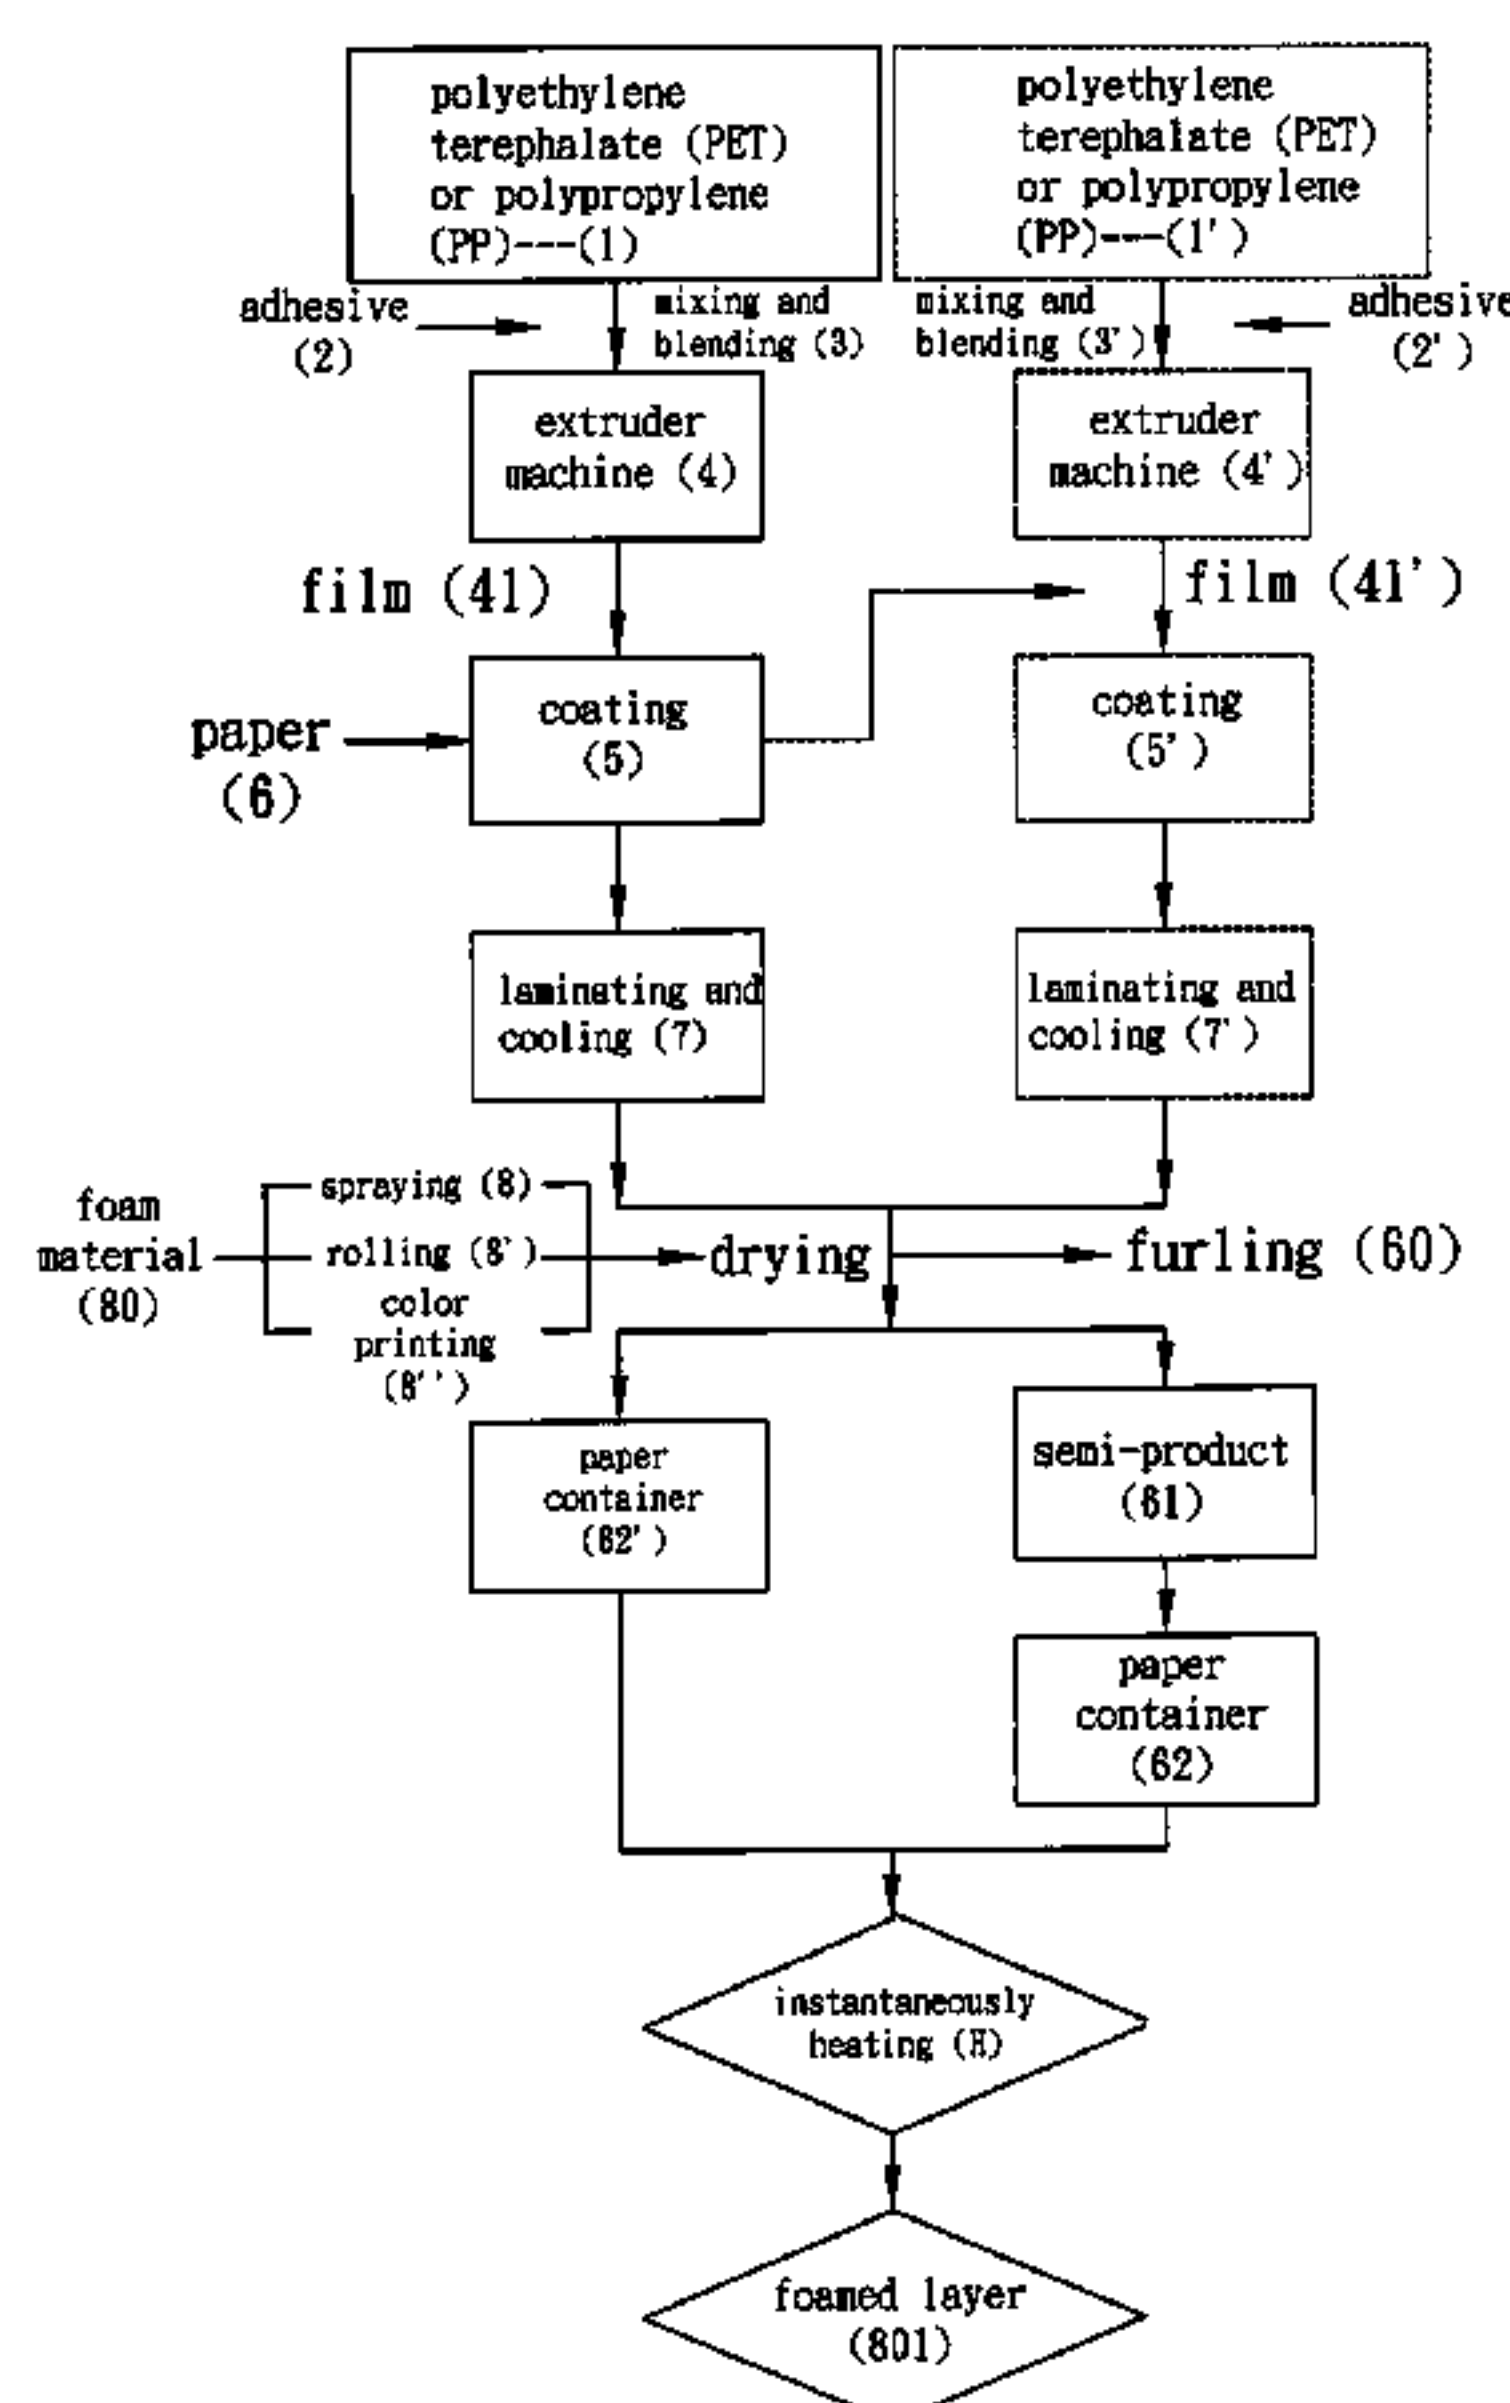 polyethylene
terephalate (PET)
or polypropylene
(PP)---(1)
polyethylene
terephalate (PET)
or polypropylene
(PP)---(1')
adhesive
(2)
mixing and
blending (3)
mixing and
blending (3')
adhesive
(2')
extruder
machine (4)
extruder
machine (4')
film (41)
film (41')
paper
(6)
coating
(5)
coating
(5')
laminating and
cooling (7)
laminating and
cooling (7')
foam
material
(80)
spraying (8)
rolling (8')
color
printing
(8'')
drying
furling (60)
paper
container
(62')
semi-product
(61)
paper
container
(62)
instantaneously
heating (H)
foamed layer
(801)